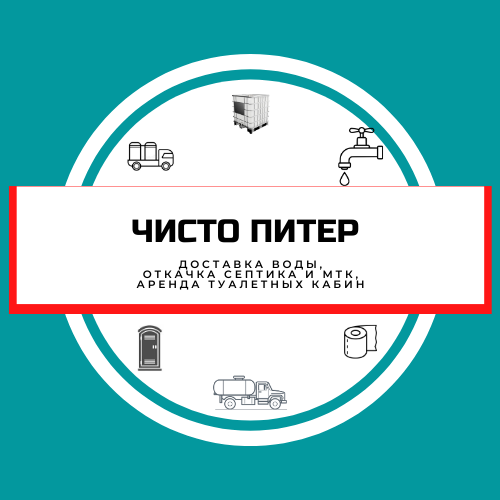 ЧИСТО ПИТЕР
ДОСТАВКА ВОДЫ,
ОТКАЧКА СЕПТИКА И МТК,
АРЕНДА ТУАЛЕТНЫХ КАБИН